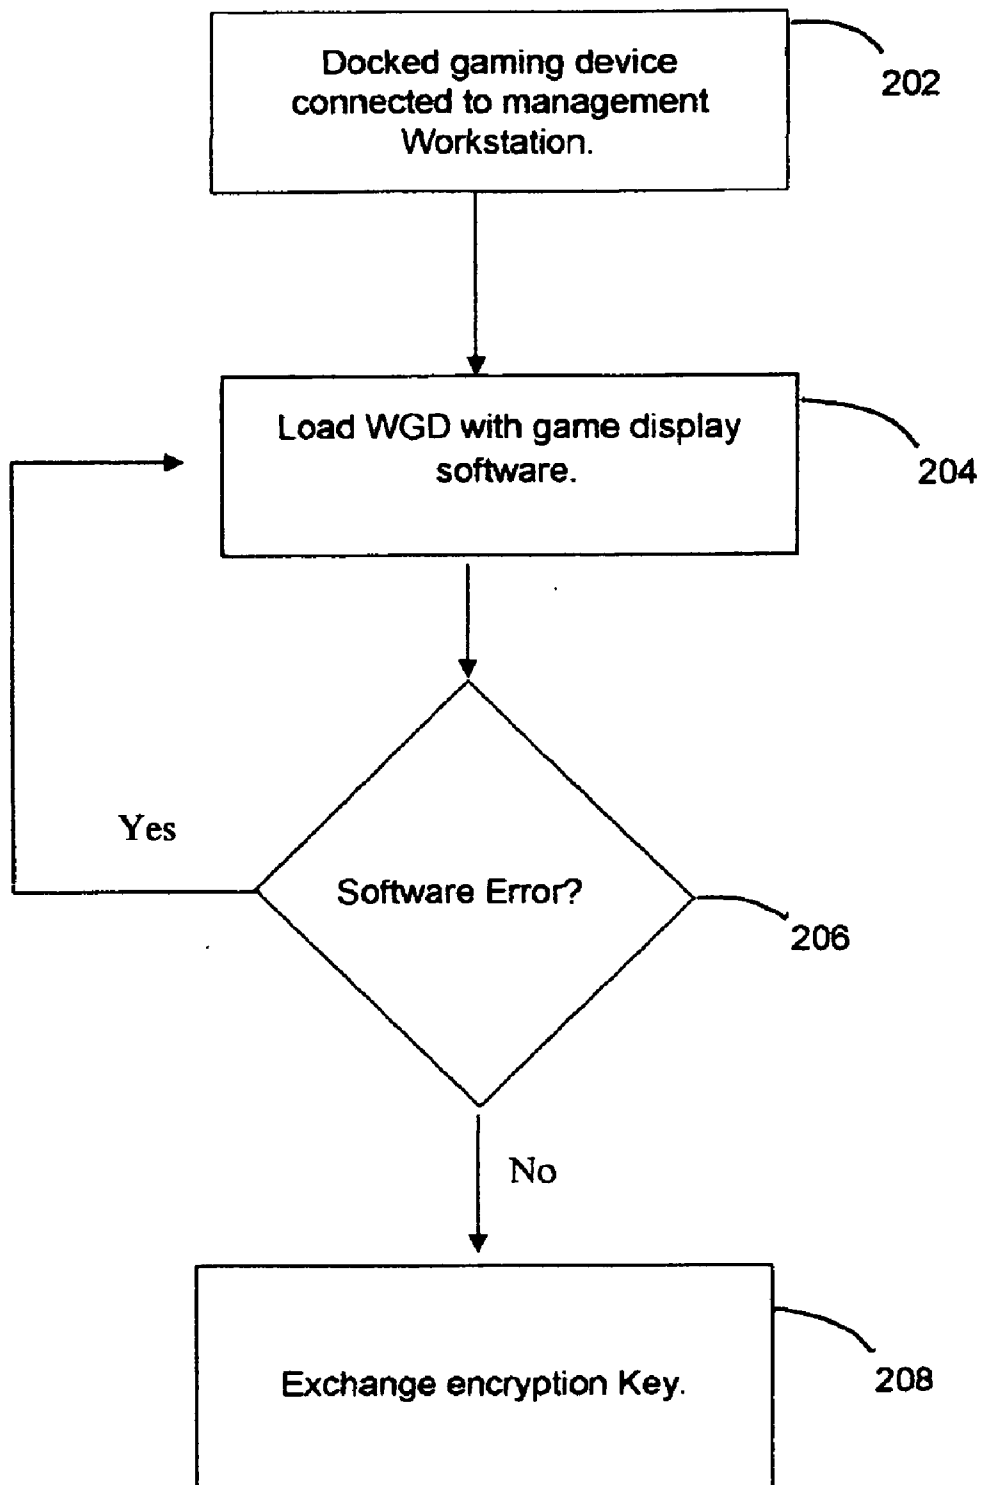 Docked gaming device
connected to management
Workstation.
202
Load WGD with game display
software.
204
Yes
Software Error?
206
No
Exchange encryption Key.
208